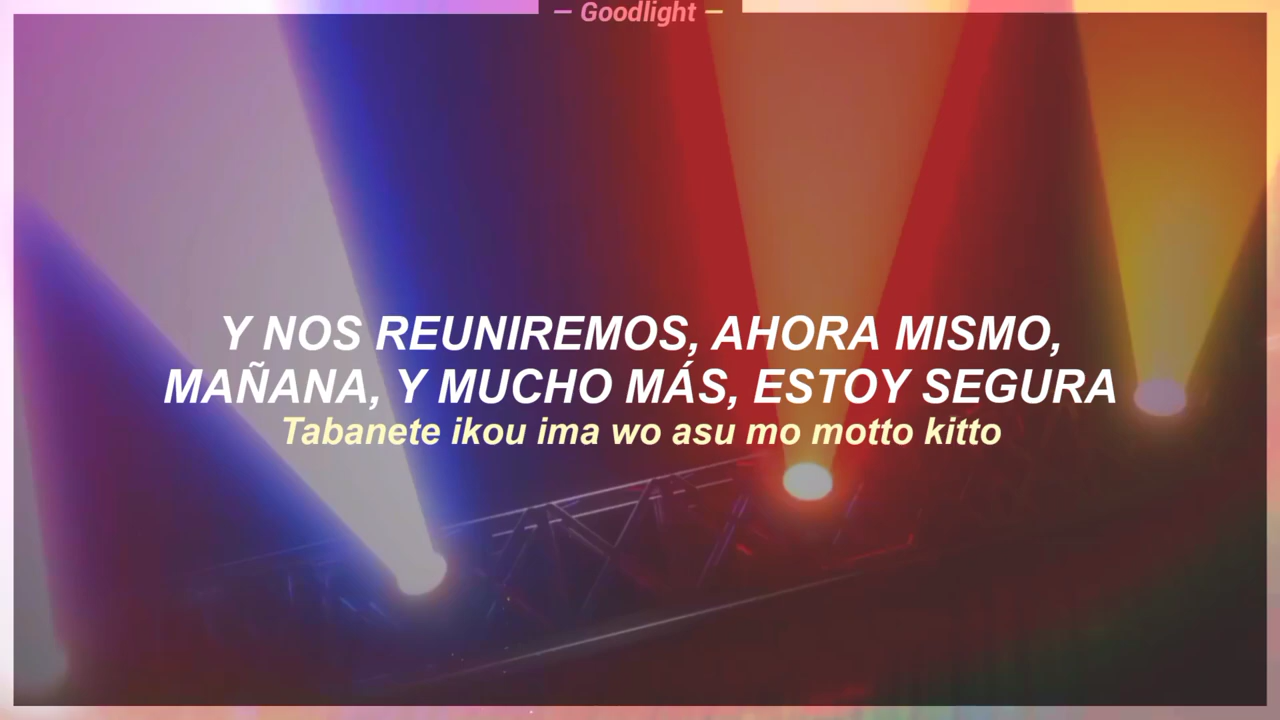 — Goodlight —
Y NOS REUNIREMOS, AHORA MISMO,
MAÑANA, Y MUCHO MÁS, ESTOY SEGURA
Tabanete ikou ima wo asu mo motto kitto